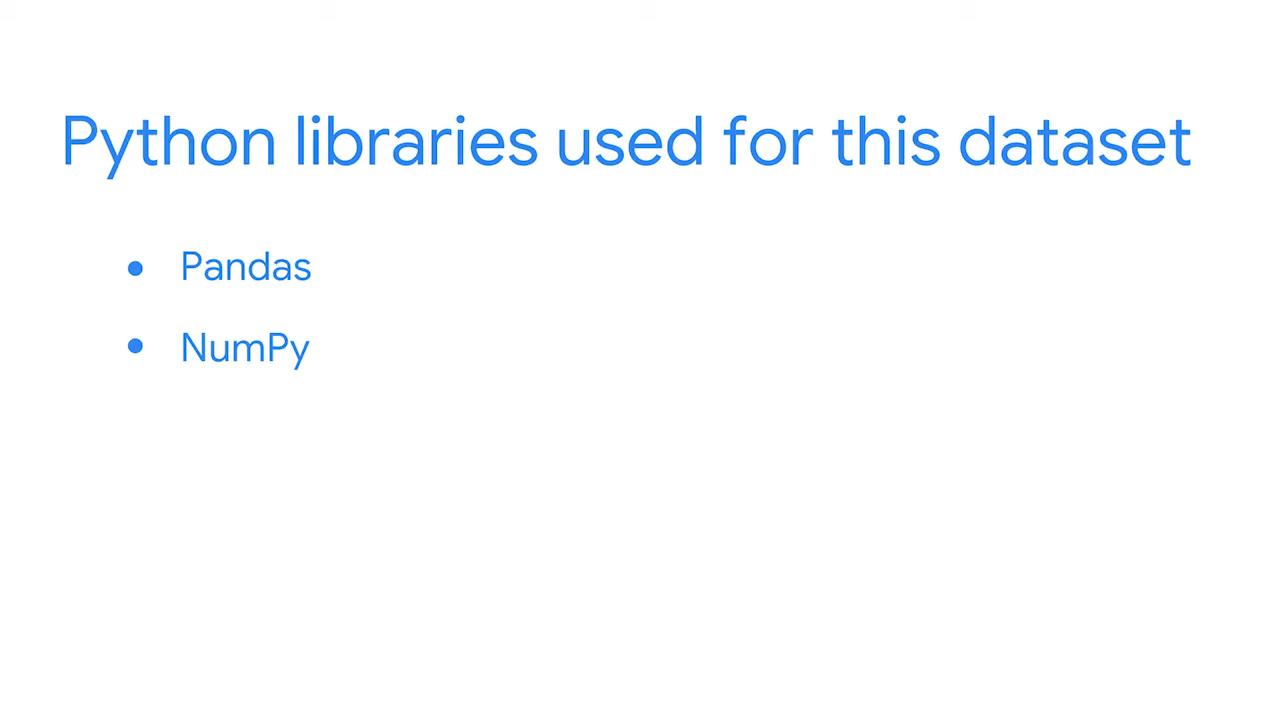 Python libraries used for this dataset
• Pandas
• NumPy